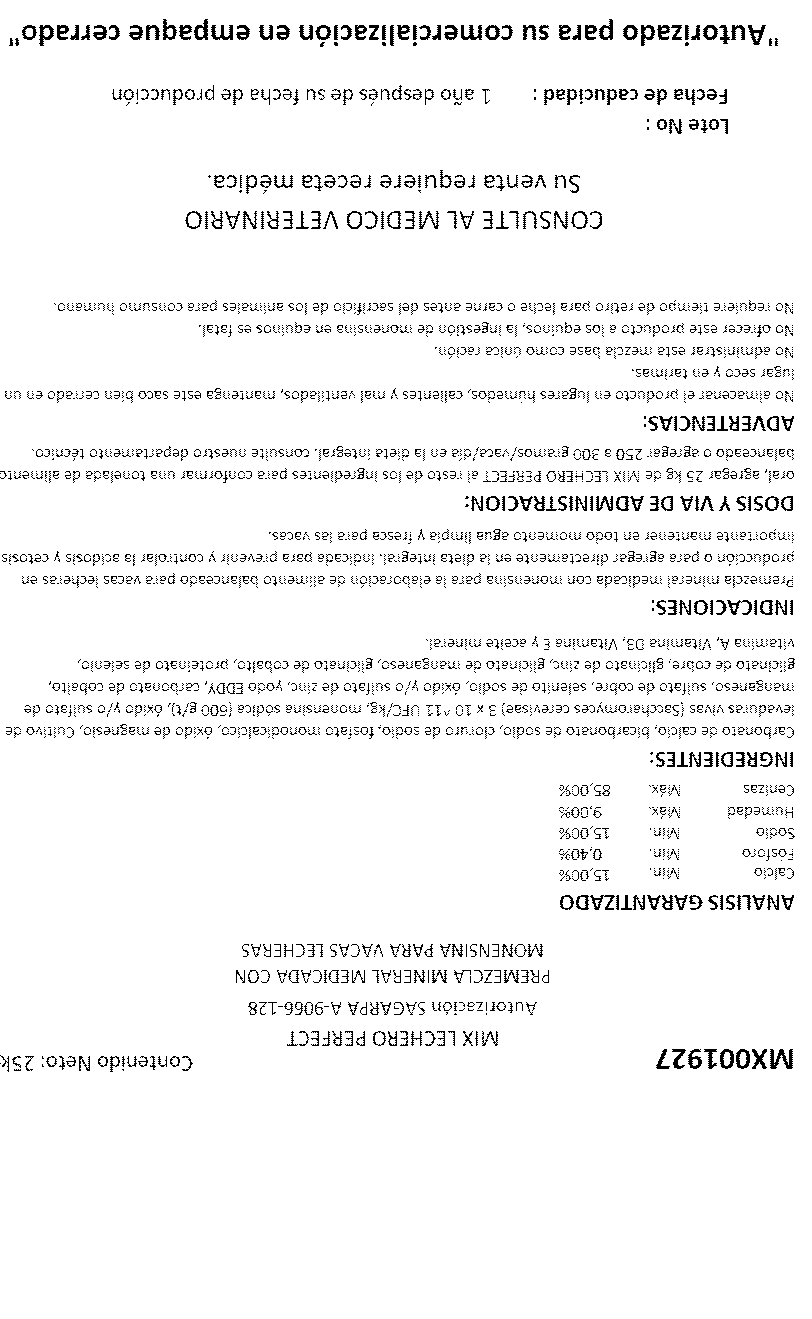 MX001927 Contenido Neto: 25k
MIX LECHERO PERFECT
Autorización SAGARPA A-9066-128
PREMEZCLA MINERAL MEDICADA CON
MONENSINA PARA VACAS LECHERAS
ANALISIS GARANTIZADO
Calcio Min. 15,00%
Fósforo Min. 0,40%
Sodio Min. 15,00%
Humedad Máx. 9,00%
Cenizas Máx. 85,00%
INGREDIENTES:
Carbonato de calcio, bicarbonato de sodio, cloruro de sodio, fosfato monodicalcico, óxido de magnesio, Cultivo de
levaduras vivas (Saccharomyces cerevisae) 3 x 10 ^11 UFC/kg, monensina sódica (500 g/t), óxido y/o sulfato de
manganeso, sulfato de cobre, selenito de sodio, óxido y/o sulfato de zinc, yodo EDDY, carbonato de cobalto,
glicinato de cobre, glicinato de zinc, glicinato de manganeso, glicinato de cobalto, proteinato de selenio,
vitamina A, Vitamina D3, Vitamina E y aceite mineral.
INDICACIONES:
Premezcla mineral medicada con monensina para la elaboración de alimento balanceado para vacas lecheras en
producción o para agregar directamente en la dieta integral. Indicada para prevenir y controlar la acidosis y cetosis
Importante mantener en todo momento agua limpia y fresca para las vacas.
DOSIS Y VIA DE ADMINISTRACION:
oral, agregar 25 kg de MIX LECHERO PERFECT al resto de los ingredientes para conformar una tonelada de alimento
balanceado o agregar 250 a 300 gramos/vaca/día en la dieta integral. consulte nuestro departamento técnico.
ADVERTENCIAS:
No almacenar el producto en lugares humedos, calientes y mal ventilados, mantenga este saco bien cerrado en un
lugar seco y en tarimas.
No administrar esta mezcla base como única ración.
No ofrecer este producto a los equinos, la ingestión de monensina en equinos es fatal.
No requiere tiempo de retiro para leche o carne antes del sacrificio de los animales para consumo humano.
CONSULTE AL MEDICO VETERINARIO
Su venta requiere receta médica.
Lote No :
Fecha de caducidad : 1 año después de su fecha de producción
"Autorizado para su comercialización en empaque cerrado"